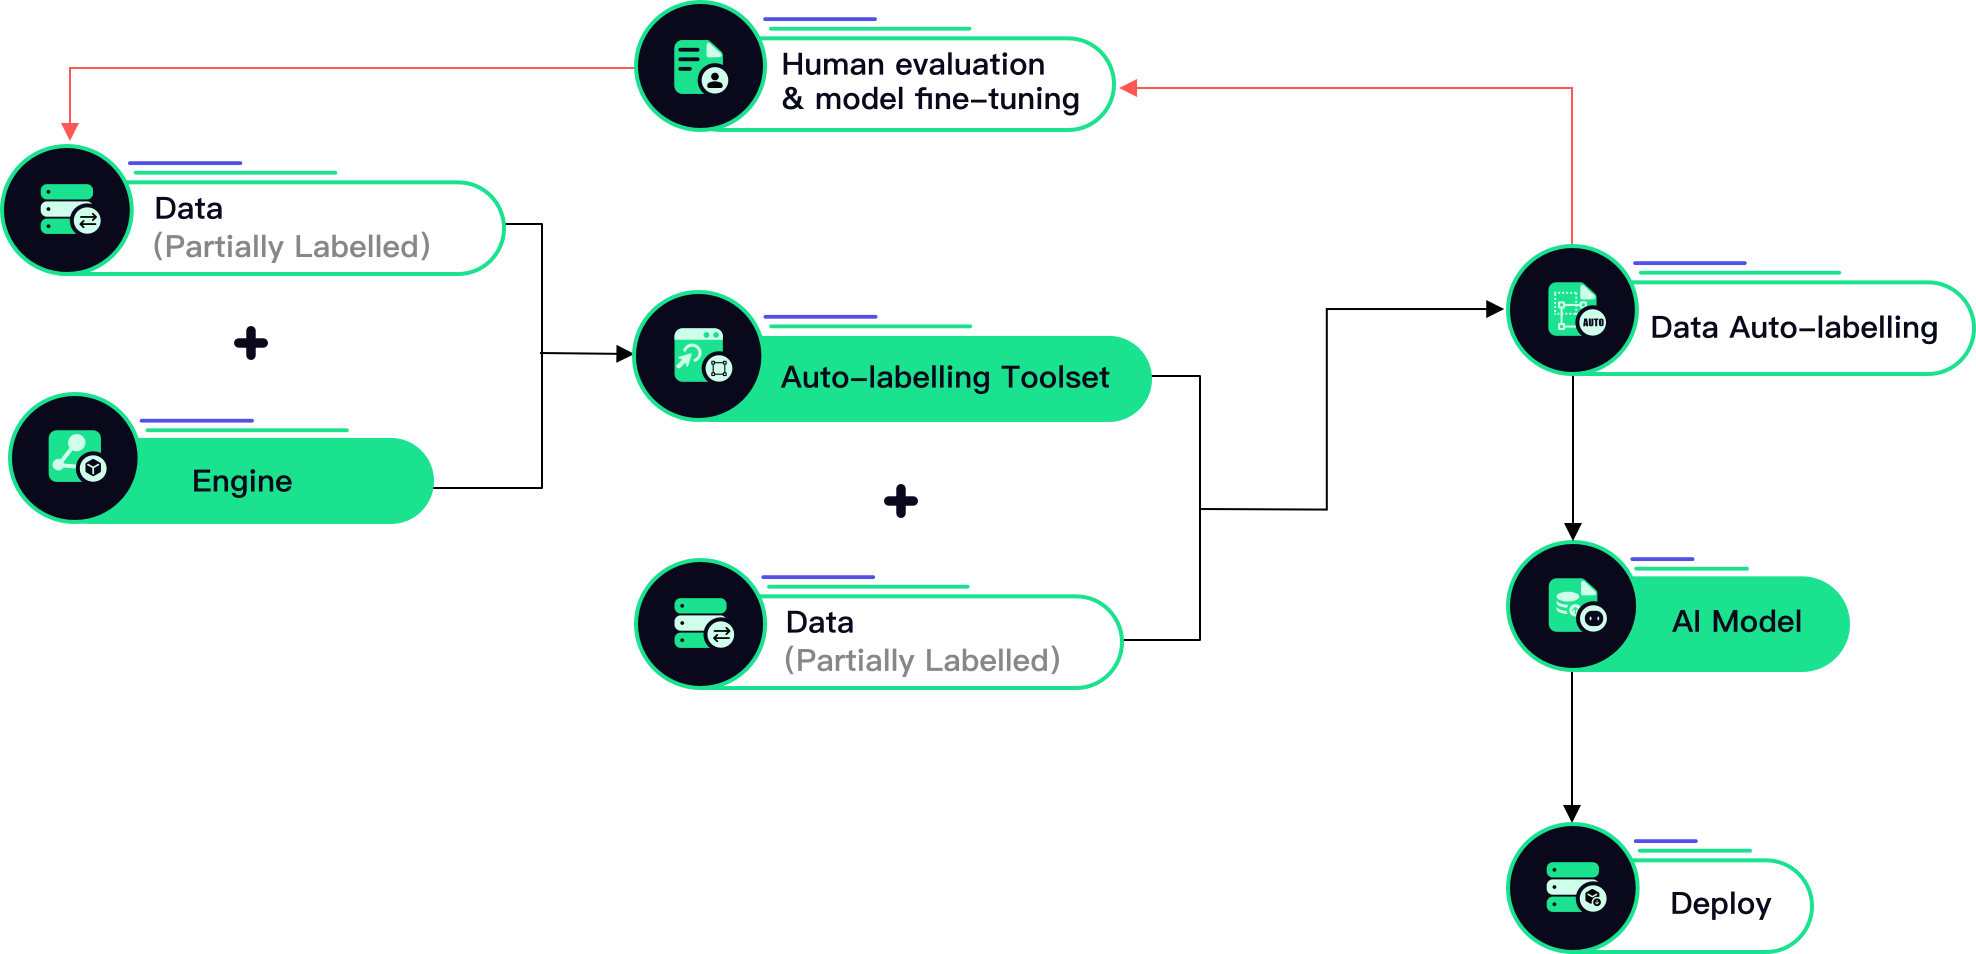 Human evaluation
& model fine-tuning
Data
(Partially Labelled)
Engine
Auto-labelling Toolset
Data
(Partially Labelled)
AUTO
Data Auto-labelling
AI Model
Deploy